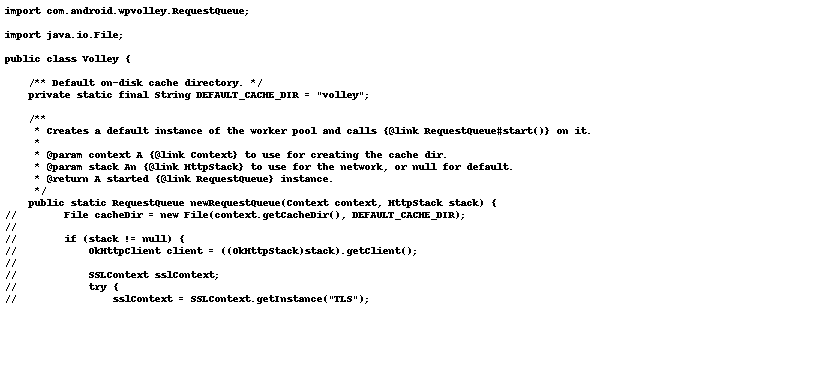 import com.android.wpvolley.RequestQueue;

import java.io.File;

public class Volley {

    /** Default on-disk cache directory. */
    private static final String DEFAULT_CACHE_DIR = "volley";

    /**
     * Creates a default instance of the worker pool and calls {@link RequestQueue#start()} on it.
     *
     * @param context A {@link Context} to use for creating the cache dir.
     * @param stack An {@link HttpStack} to use for the network, or null for default.
     * @return A started {@link RequestQueue} instance.
     */
    public static RequestQueue newRequestQueue(Context context, HttpStack stack) {
//        File cacheDir = new File(context.getCacheDir(), DEFAULT_CACHE_DIR);
//
//        if (stack != null) {
//            OkHttpClient client = ((OkHttpStack)stack).getClient();
//
//            SSLContext sslContext;
//            try {
//                sslContext = SSLContext.getInstance("TLS");